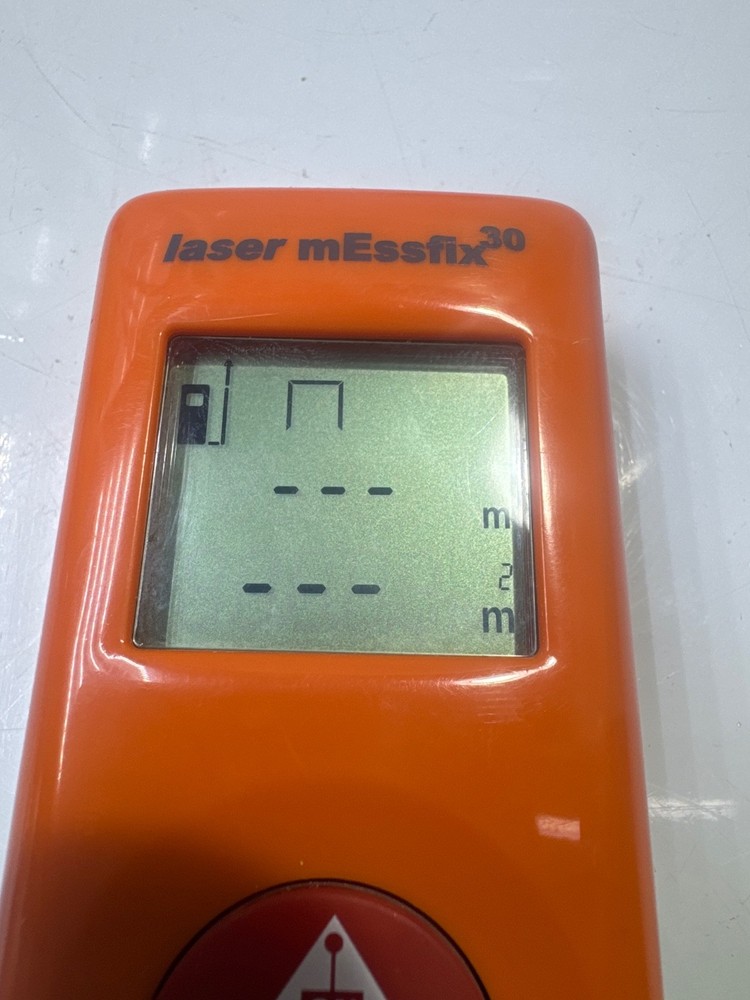 laser mEssfix³⁰
- - -
m
- - -
m²